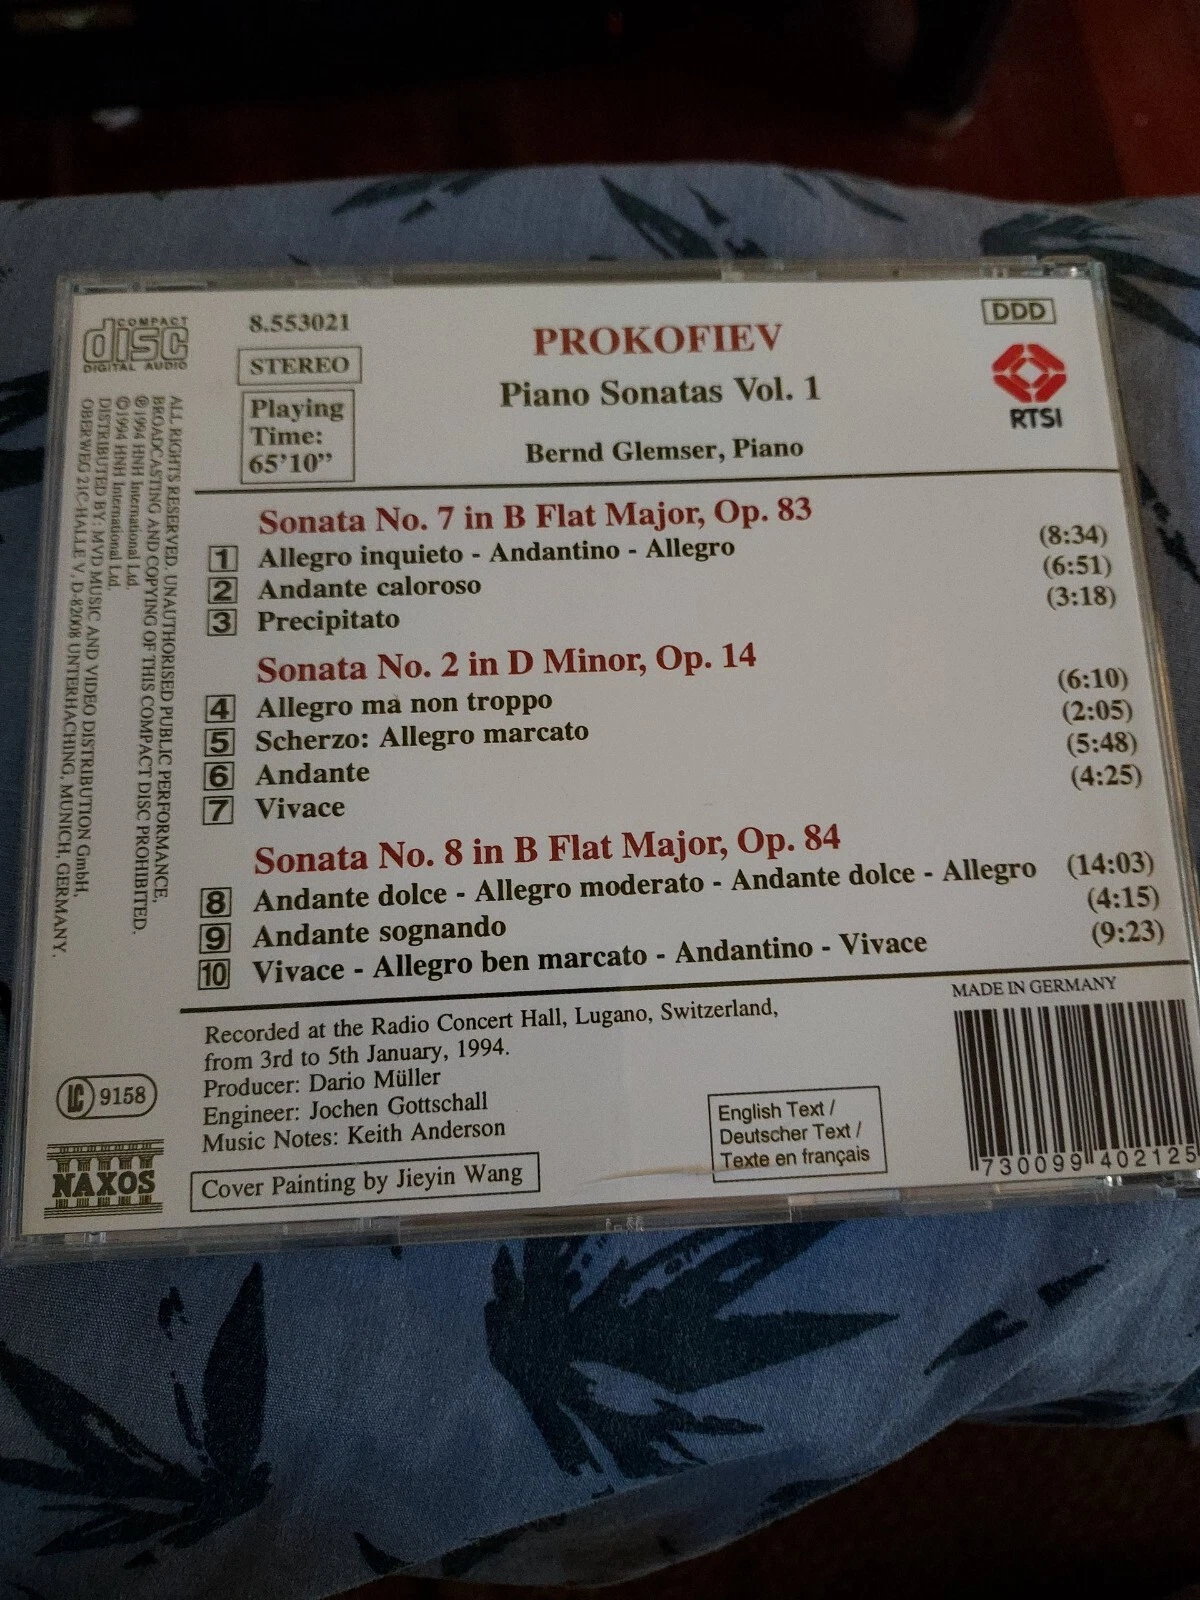 COMPACT
disc
DIGITAL AUDIO
8.553021
STEREO
Playing
Time:
65'10"
PROKOFIEV
Piano Sonatas Vol. 1
Bernd Glemser, Piano
DDD
RTSI
Sonata No. 7 in B Flat Major, Op. 83
1 Allegro inquieto - Andantino - Allegro (8:34)
2 Andante caloroso (6:51)
3 Precipitato (3:18)
Sonata No. 2 in D Minor, Op. 14
4 Allegro ma non troppo (6:10)
5 Scherzo: Allegro marcato (2:05)
6 Andante (5:48)
7 Vivace (4:25)
Sonata No. 8 in B Flat Major, Op. 84
8 Andante dolce - Allegro moderato - Andante dolce - Allegro (14:03)
9 Andante sognando (4:15)
10 Vivace - Allegro ben marcato - Andantino - Vivace (9:23)
Recorded at the Radio Concert Hall, Lugano, Switzerland,
from 3rd to 5th January, 1994.
Producer: Dario Müller
Engineer: Jochen Gottschall
Music Notes: Keith Anderson
Cover Painting by Jieyin Wang
English Text /
Deutscher Text /
Texte en français
MADE IN GERMANY
7 30099 40212 5
ALL RIGHTS RESERVED. UNAUTHORISED PUBLIC PERFORMANCE,
BROADCASTING AND COPYING OF THIS COMPACT DISC PROHIBITED.
℗ 1994 HNH International Ltd.
© 1994 HNH International Ltd.
DISTRIBUTED BY: MVD MUSIC AND VIDEO DISTRIBUTION GmbH,
OBERWEG 21C-HALLE V, D-82008 UNTERHACHING, MUNICH, GERMANY.
LC 9158
NAXOS